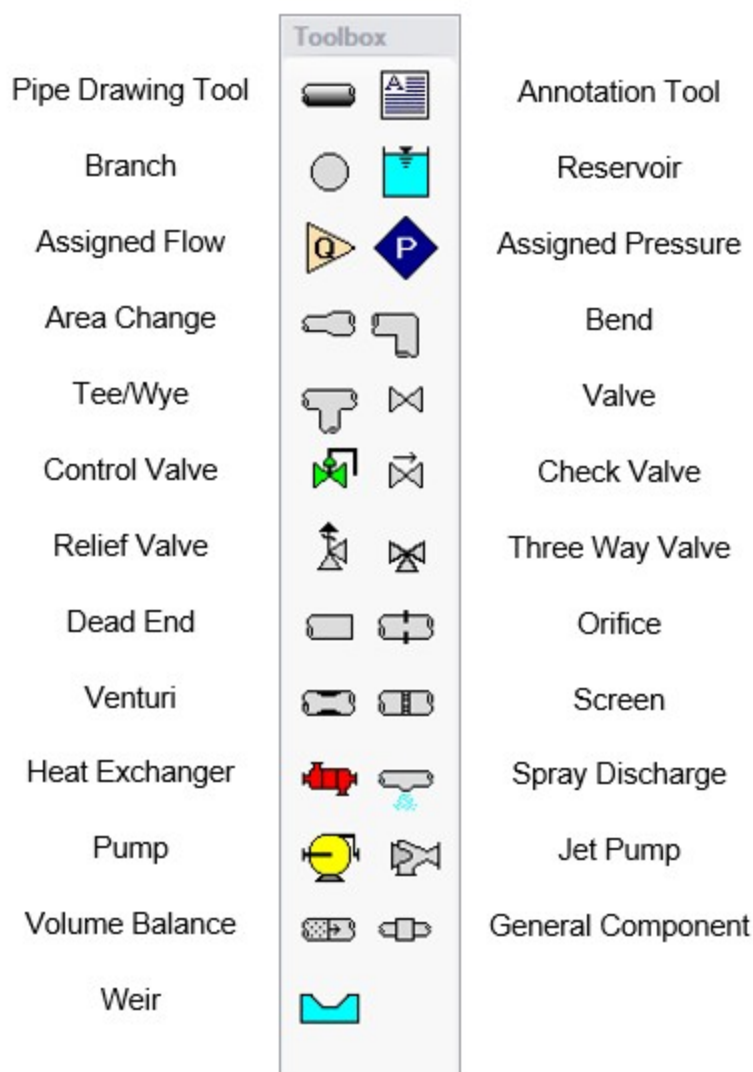 Toolbox
Pipe Drawing Tool A Annotation Tool
Branch Reservoir
Assigned Flow Q P Assigned Pressure
Area Change Bend
Tee/Wye Valve
Control Valve Check Valve
Relief Valve Three Way Valve
Dead End Orifice
Venturi Screen
Heat Exchanger Spray Discharge
Pump Jet Pump
Volume Balance General Component
Weir